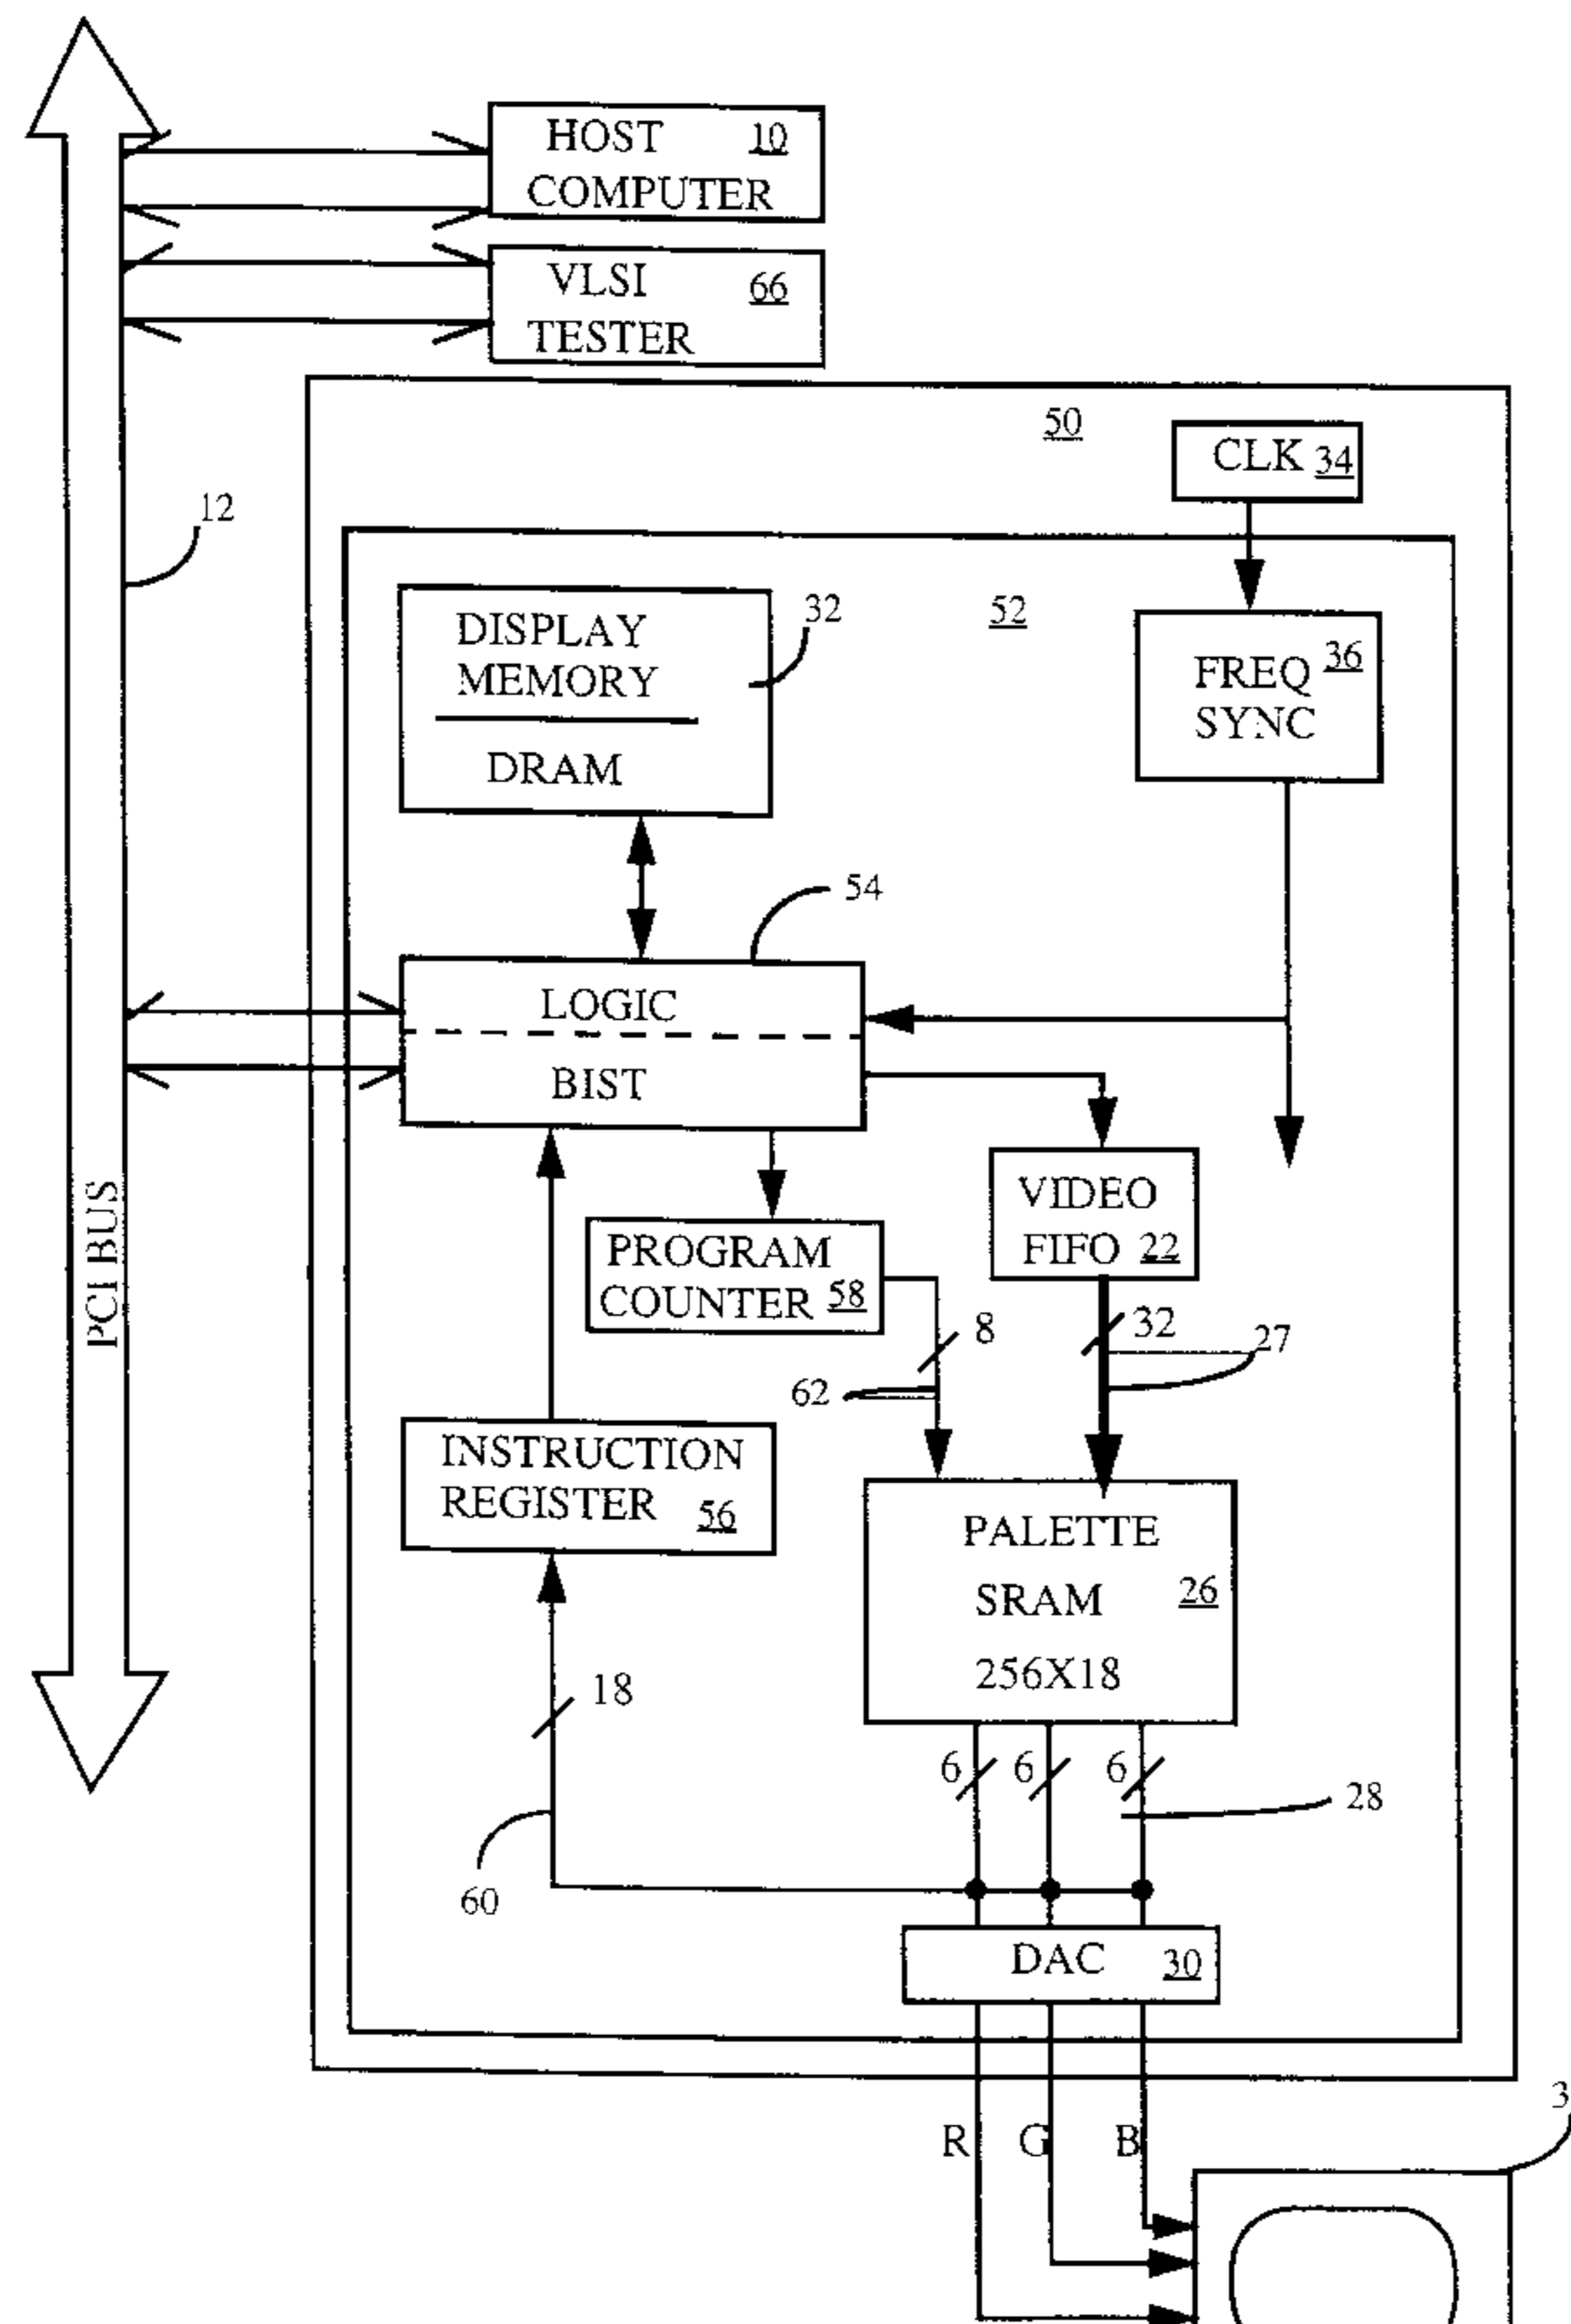 HOST 10
COMPUTER
VLSI 66
TESTER
50
CLK 34
12
DISPLAY
MEMORY
DRAM
32
52
FREQ 36
SYNC
54
LOGIC
BIST
PCI BUS
PROGRAM
COUNTER 58
VIDEO
FIFO 22
8
32
27
62
INSTRUCTION
REGISTER 56
PALETTE
SRAM 26
256X18
18
6 6 6
28
60
DAC 30
R G B
3